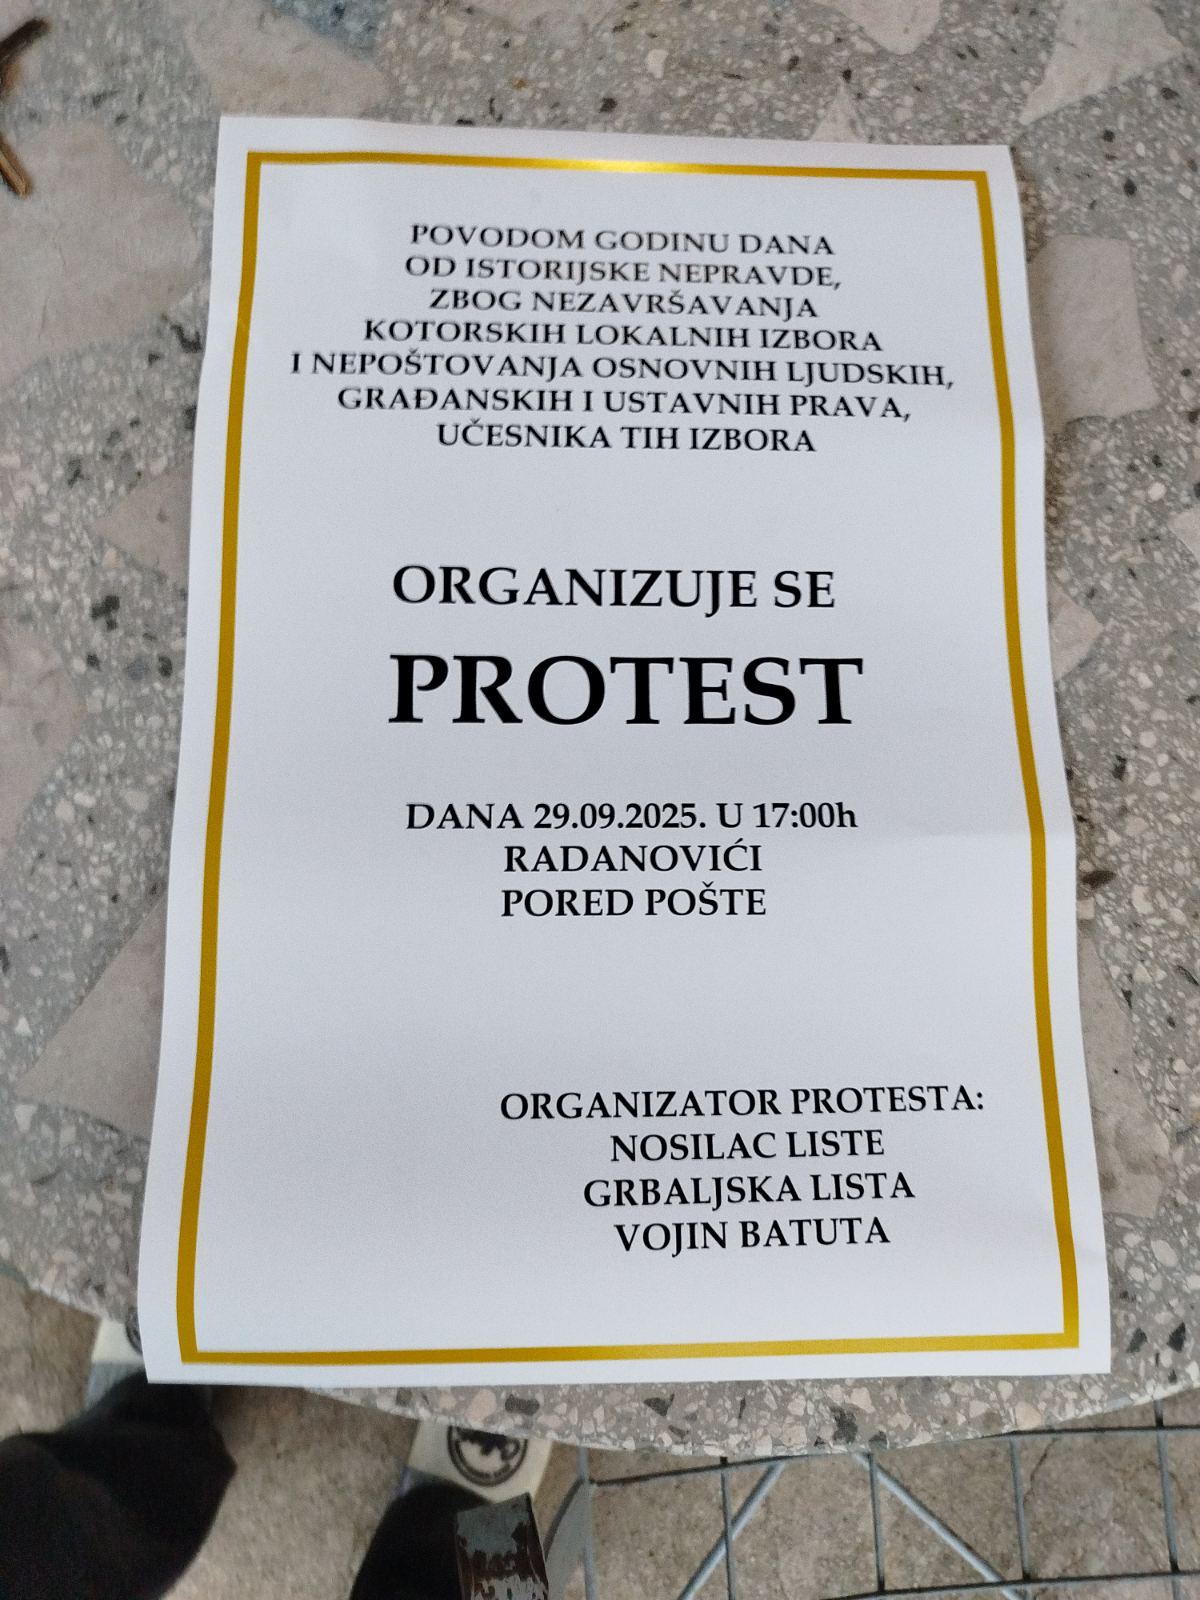 POVODOM GODINU DANA
OD ISTORIJSKE NEPRAVDE,
ZBOG NEZAVRŠAVANJA
KOTORSKIH LOKALNIH IZBORA
I NEPOŠTOVANJA OSNOVNIH LJUDSKIH,
GRAĐANSKIH I USTAVNIH PRAVA,
UČESNIKA TIH IZBORA
ORGANIZUJE SE
PROTEST
DANA 29.09.2025. U 17:00h
RADANOVIĆI
PORED POŠTE
ORGANIZATOR PROTESTA:
NOSILAC LISTE
GRBALJSKA LISTA
VOJIN BATUTA